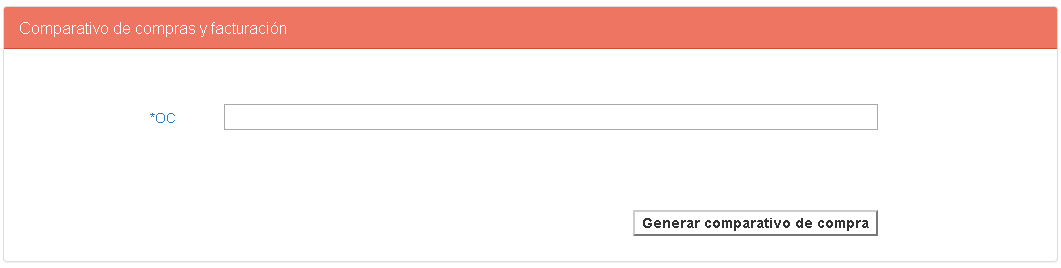 Comparativo de compras y facturación
*OC
Generar comparativo de compra